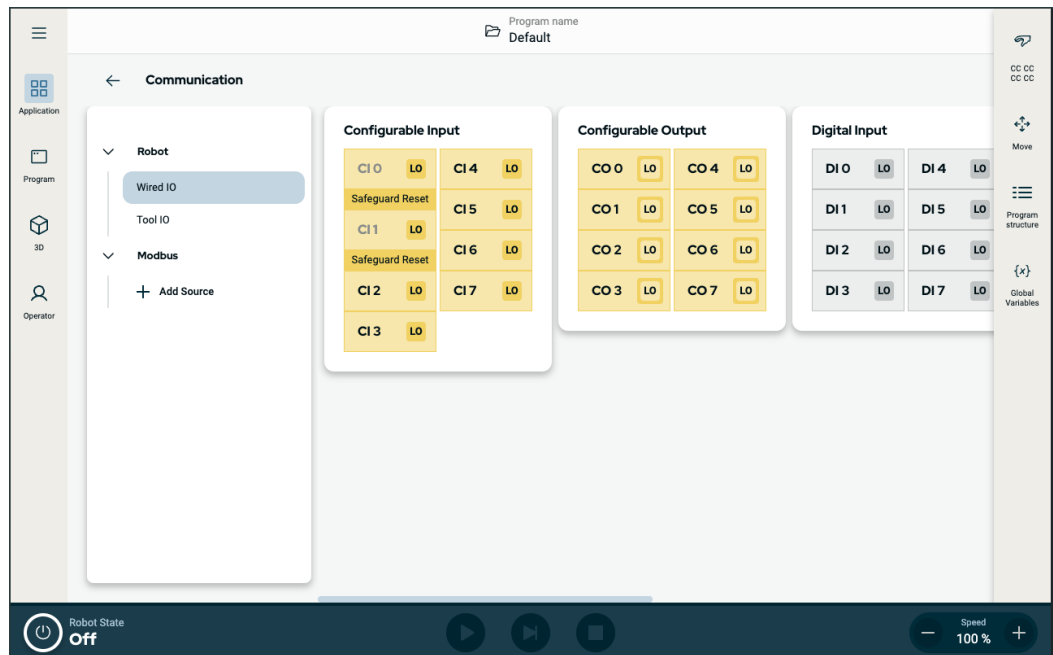 Program name
Default
Application
Program
3D
Operator
Communication
Robot
Wired IO
Tool IO
Modbus
Add Source
Configurable Input
CI 0 LO CI 4 LO
Safeguard Reset
CI 5 LO
CI 1 LO
CI 6 LO
Safeguard Reset
CI 2 LO CI 7 LO
CI 3 LO
Configurable Output
CO 0 LO CO 4 LO
CO 1 LO CO 5 LO
CO 2 LO CO 6 LO
CO 3 LO CO 7 LO
Digital Input
DI 0 LO DI 4 LO
DI 1 LO DI 5 LO
DI 2 LO DI 6 LO
DI 3 LO DI 7 LO
CC CC
CC CC
Move
Program
structure
{x}
Global
Variables
Robot State
Off
Speed
− 100 % +